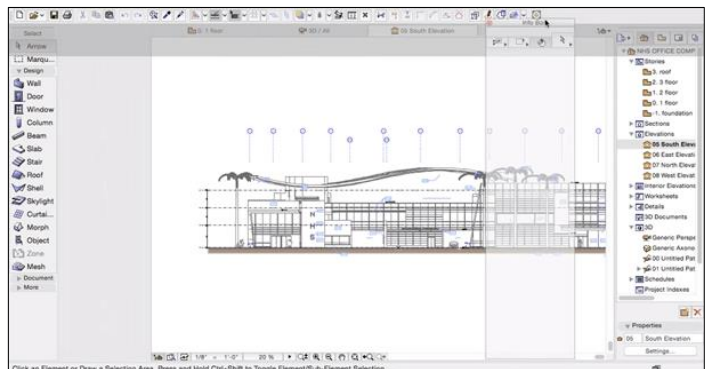 Info Box
Select
0. 1 floor
3D / All
05 South Elevation
Arrow
Marqu...
Design
Wall
Door
Window
Column
Beam
Slab
Stair
Roof
Shell
Skylight
Curtai...
Morph
Object
Zone
Mesh
Document
More
N
H
S
NHS OFFICE COMP
Stories
3. roof
2. 3 floor
1. 2 floor
0. 1 floor
-1. foundation
Sections
Elevations
05 South Eleva
06 East Elevati
07 North Elevat
08 West Elevat
Interior Elevations
Worksheets
Details
3D Documents
3D
Generic Perspe
Generic Axono
00 Untitled Pat
01 Untitled Pat
Schedules
Project Indexes
Properties
05 South Elevation
Settings...
1/8" = 1'-0" 20 %
Click an Element or Draw a Selection Area. Press and Hold Ctrl+Shift to Toggle Element/Sub-Element Selection.